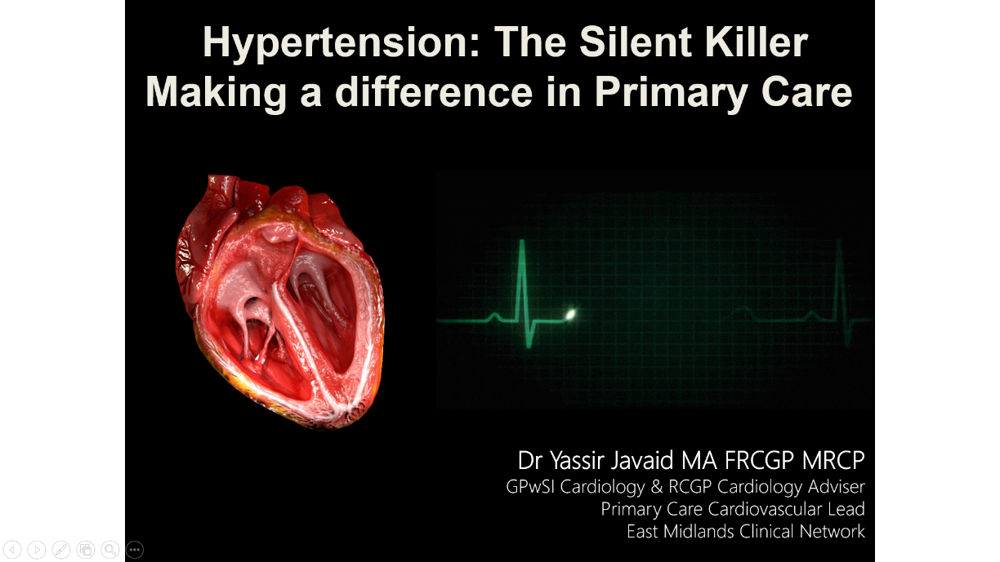 Hypertension: The Silent Killer
Making a difference in Primary Care
Dr Yassir Javaid MA FRCGP MRCP
GPwSI Cardiology & RCGP Cardiology Adviser
Primary Care Cardiovascular Lead
East Midlands Clinical Network